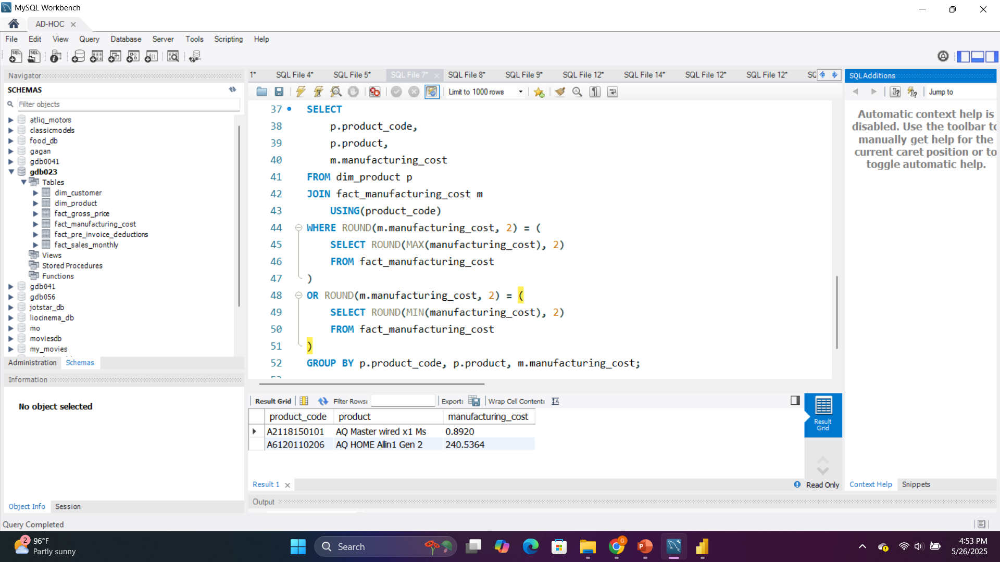 MySQL Workbench
AD-HOC
File Edit View Query Database Server Tools Scripting Help
Navigator
SCHEMAS
Filter objects
atliq_motors
classicmodels
food_db
gagan
gdb0041
gdb023
Tables
dim_customer
dim_product
fact_gross_price
fact_manufacturing_cost
fact_pre_invoice_deductions
fact_sales_monthly
Views
Stored Procedures
Functions
gdb041
gdb056
jotstar_db
liocinema_db
mo
moviesdb
my_movies
Administration Schemas
Information
No object selected
Object Info Session
Query Completed
1* SQL File 4* SQL File 5* SQL File 7* SQL File 8* SQL File 9* SQL File 12* SQL File 14* SQL File 12* SQL File 12* SC
Limit to 1000 rows
37 SELECT
38 p.product_code,
39 p.product,
40 m.manufacturing_cost
41 FROM dim_product p
42 JOIN fact_manufacturing_cost m
43 USING(product_code)
44 WHERE ROUND(m.manufacturing_cost, 2) = (
45 SELECT ROUND(MAX(manufacturing_cost), 2)
46 FROM fact_manufacturing_cost
47 )
48 OR ROUND(m.manufacturing_cost, 2) = (
49 SELECT ROUND(MIN(manufacturing_cost), 2)
50 FROM fact_manufacturing_cost
51 )
52 GROUP BY p.product_code, p.product, m.manufacturing_cost;
Result Grid Filter Rows: Export: Wrap Cell Content:
product_code product manufacturing_cost
A2118150101 AQ Master wired x1 Ms 0.8920
A6120110206 AQ HOME Allin1 Gen 2 240.5364
Result
Grid
Result 1
Read Only
Output
SQLAdditions
Jump to
Automatic context help is
disabled. Use the toolbar to
manually get help for the
current caret position or to
toggle automatic help.
Context Help Snippets
2
96°F
Partly sunny
Search
4:53 PM
5/26/2025